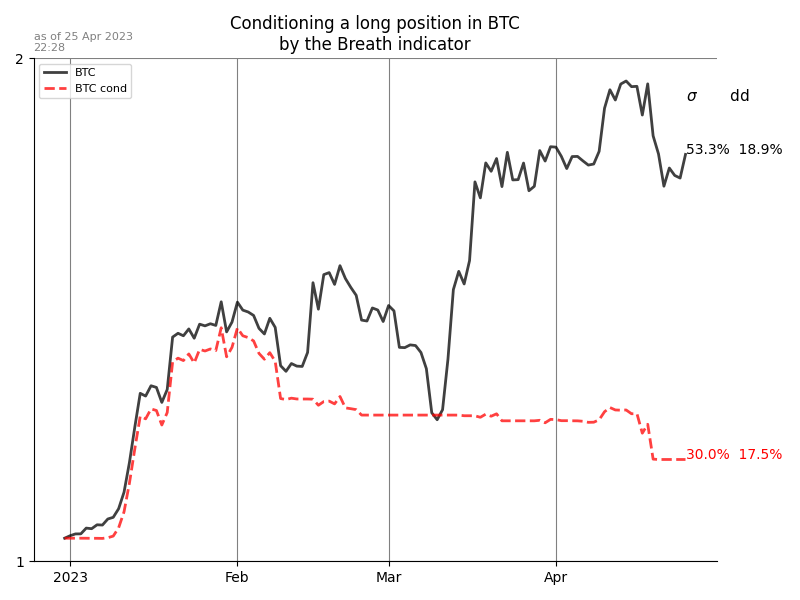 Conditioning a long position in BTC
by the Breath indicator
as of 25 Apr 2023
22:28
2
BTC
BTC cond
σ dd
53.3% 18.9%
30.0% 17.5%
1
2023 Feb Mar Apr